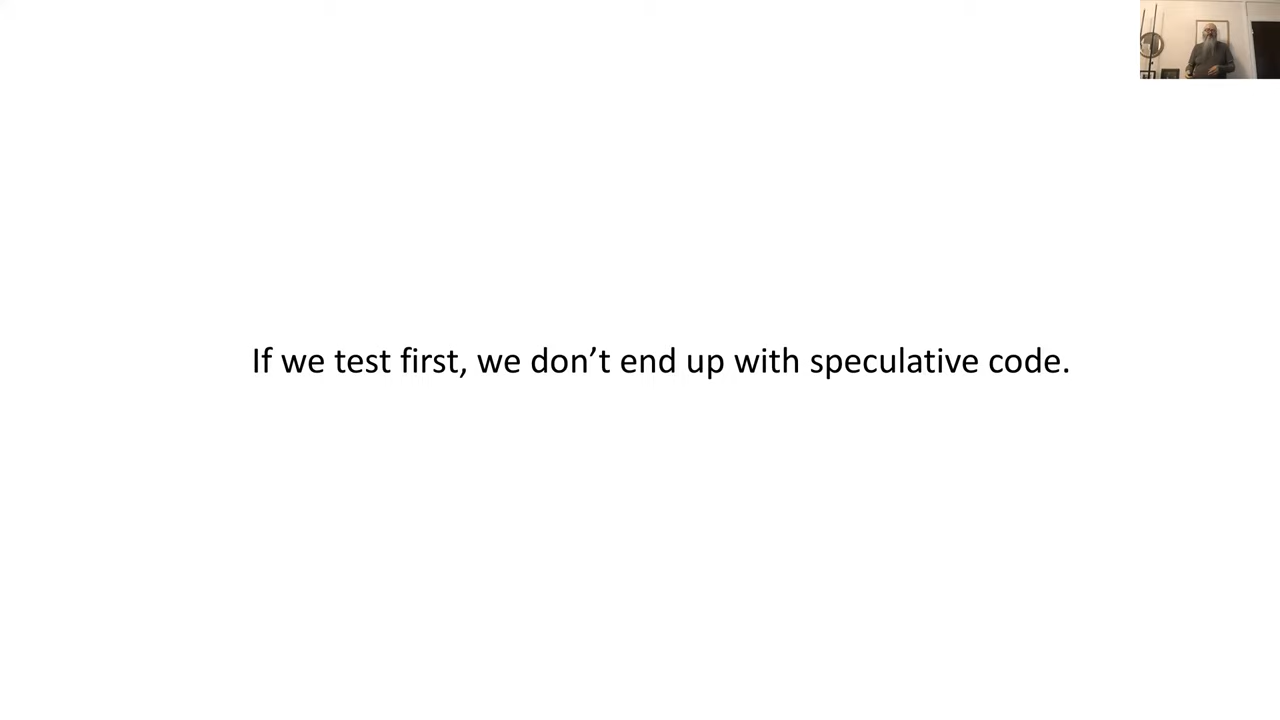 If we test first, we don’t end up with speculative code.